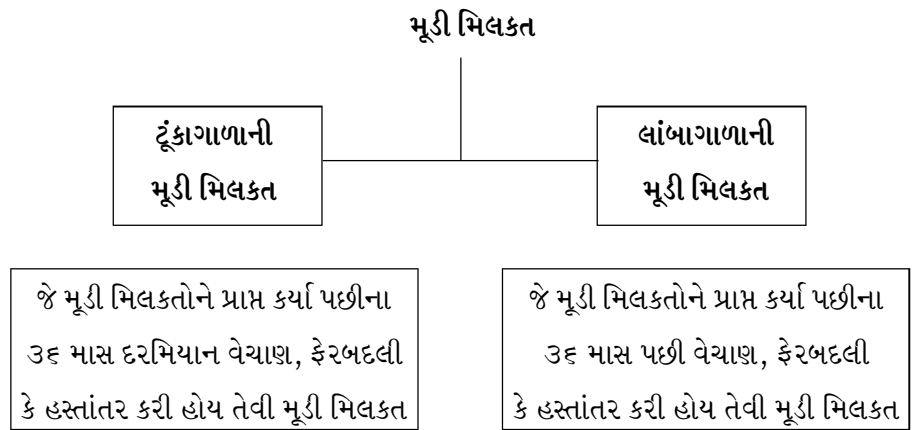 મૂડી મિલકત
ટૂંકાગાળાની
મૂડી મિલકત
લાંબાગાળાની
મૂડી મિલકત
જે મૂડી મિલકતોને પ્રાપ્ત કર્યા પછીના
૩૬ માસ દરમિયાન વેચાણ, ફેરબદલી
કે હસ્તાંતર કરી હોય તેવી મૂડી મિલકત
જે મૂડી મિલકતોને પ્રાપ્ત કર્યા પછીના
૩૬ માસ પછી વેચાણ, ફેરબદલી
કે હસ્તાંતર કરી હોય તેવી મૂડી મિલકત